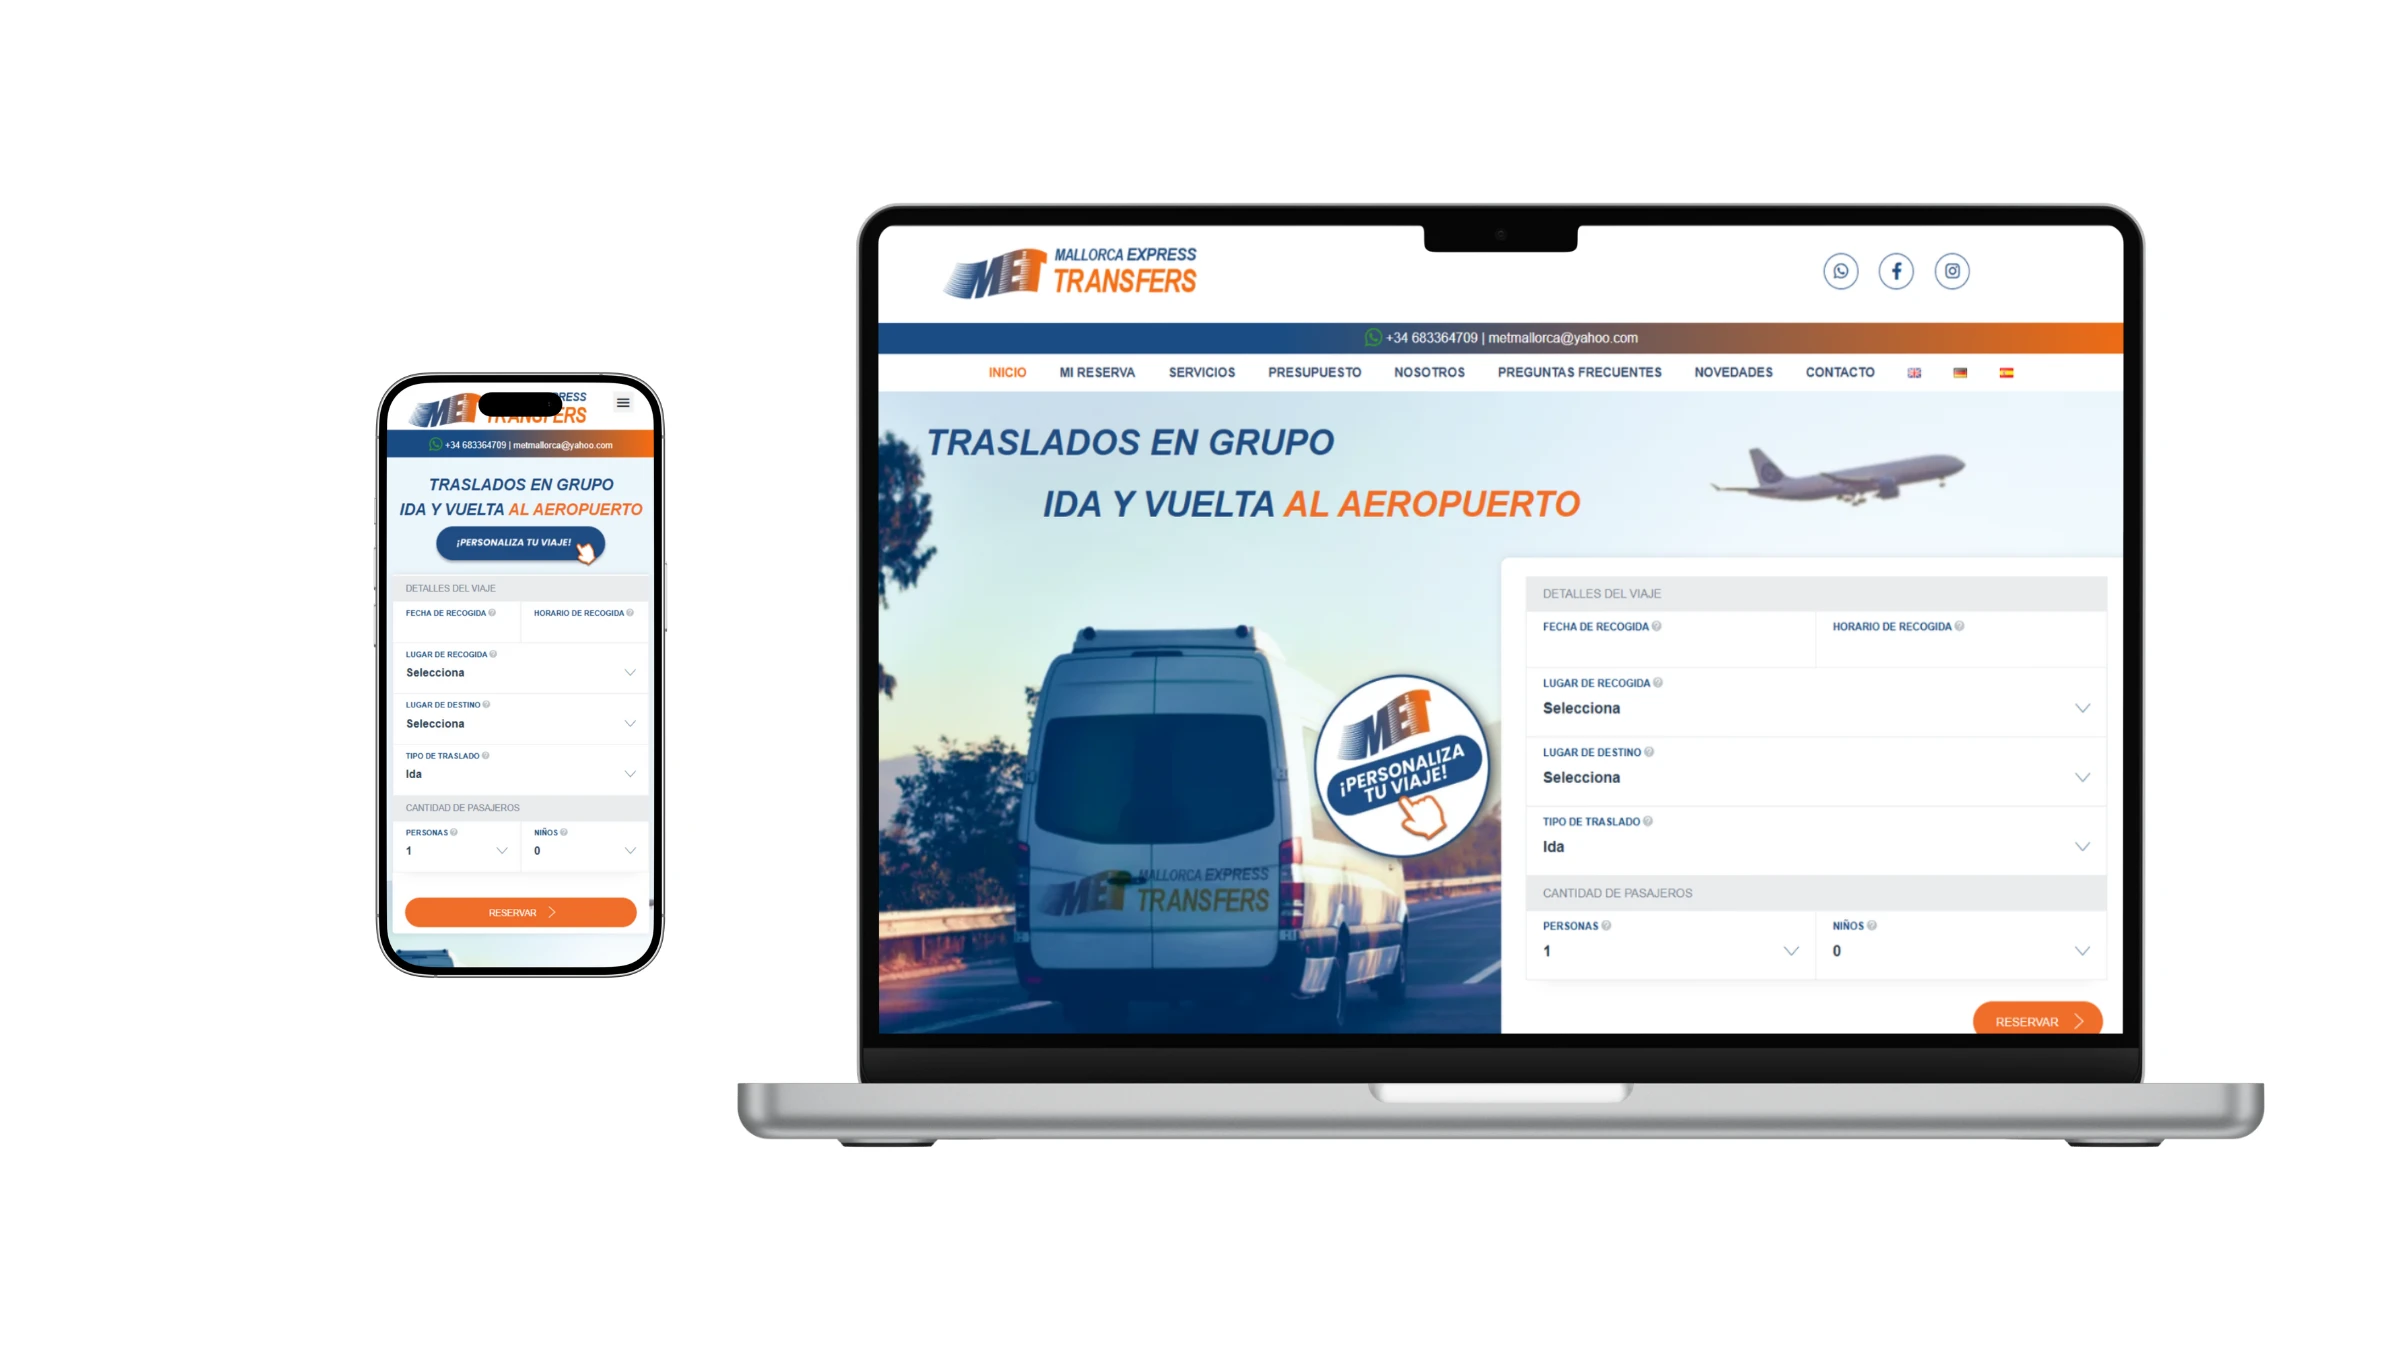 MET RESS
TRANSFERS
+34 683364709 | metmallorca@yahoo.com
TRASLADOS EN GRUPO
IDA Y VUELTA AL AEROPUERTO
¡PERSONALIZA TU VIAJE!
DETALLES DEL VIAJE
FECHA DE RECOGIDA HORARIO DE RECOGIDA
LUGAR DE RECOGIDA
Selecciona
LUGAR DE DESTINO
Selecciona
TIPO DE TRASLADO
Ida
CANTIDAD DE PASAJEROS
PERSONAS NIÑOS
1 0
RESERVAR
MET MALLORCA EXPRESS
TRANSFERS
+34 683364709 | metmallorca@yahoo.com
INICIO MI RESERVA SERVICIOS PRESUPUESTO NOSOTROS PREGUNTAS FRECUENTES NOVEDADES CONTACTO
TRASLADOS EN GRUPO
IDA Y VUELTA AL AEROPUERTO
MET
¡PERSONALIZA
TU VIAJE!
MET MALLORCA EXPRESS
TRANSFERS
DETALLES DEL VIAJE
FECHA DE RECOGIDA HORARIO DE RECOGIDA
LUGAR DE RECOGIDA
Selecciona
LUGAR DE DESTINO
Selecciona
TIPO DE TRASLADO
Ida
CANTIDAD DE PASAJEROS
PERSONAS NIÑOS
1 0
RESERVAR